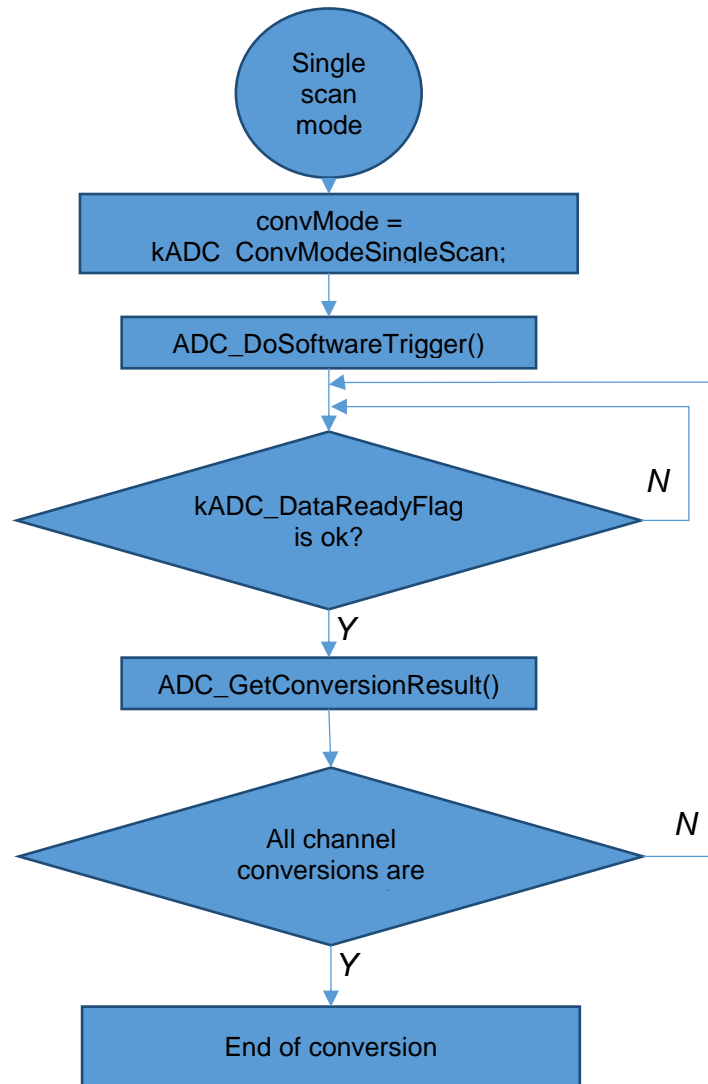 Single
scan
mode
convMode =
kADC_ConvModeSingleScan;
ADC_DoSoftwareTrigger()
kADC_DataReadyFlag
is ok?
N
Y
ADC_GetConversionResult()
All channel
conversions are
N
Y
End of conversion